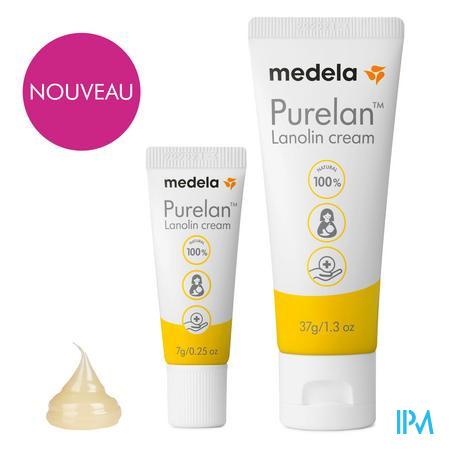 NOUVEAU
medela
Purelan™
Lanolin cream
NATURAL
100%
37g/1.3 oz
medela
Purelan™
Lanolin cream
NATURAL
100%
7g/0.25 oz
IPM